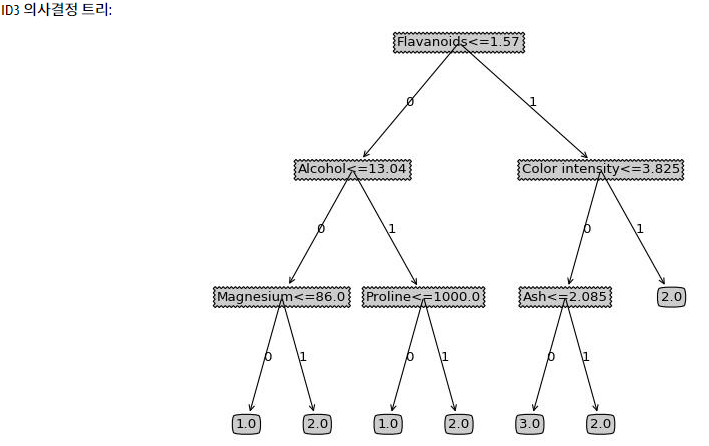 ID3 의사결정 트리:
Flavanoids<=1.57
0 1
Alcohol<=13.04 Color intensity<=3.825
0 1 0 1
Magnesium<=86.0 Proline<=1000.0 Ash<=2.085 2.0
0 1 0 1 0 1
1.0 2.0 1.0 2.0 3.0 2.0